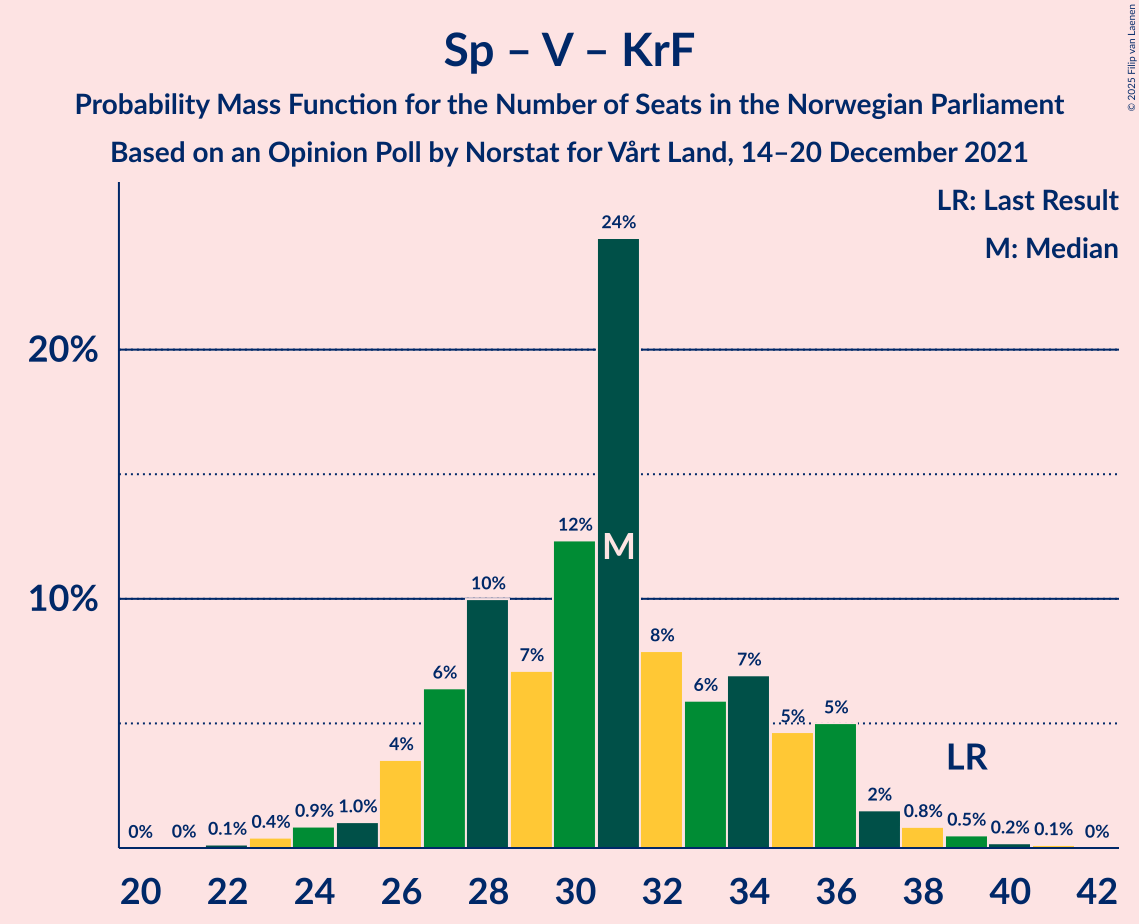 Sp – V – KrF
Probability Mass Function for the Number of Seats in the Norwegian Parliament
Based on an Opinion Poll by Norstat for Vårt Land, 14–20 December 2021
© 2025 Filip van Laenen
LR: Last Result
M: Median
24%
20%
12%
M
10%
10%
8%
7%
7%
6%
6%
5%
5%
4%
LR
2%
0%
0%
0.1%
0.4%
0.9%
1.0%
0.8%
0.5%
0.2%
0.1%
0%
20 22 24 26 28 30 32 34 36 38 40 42